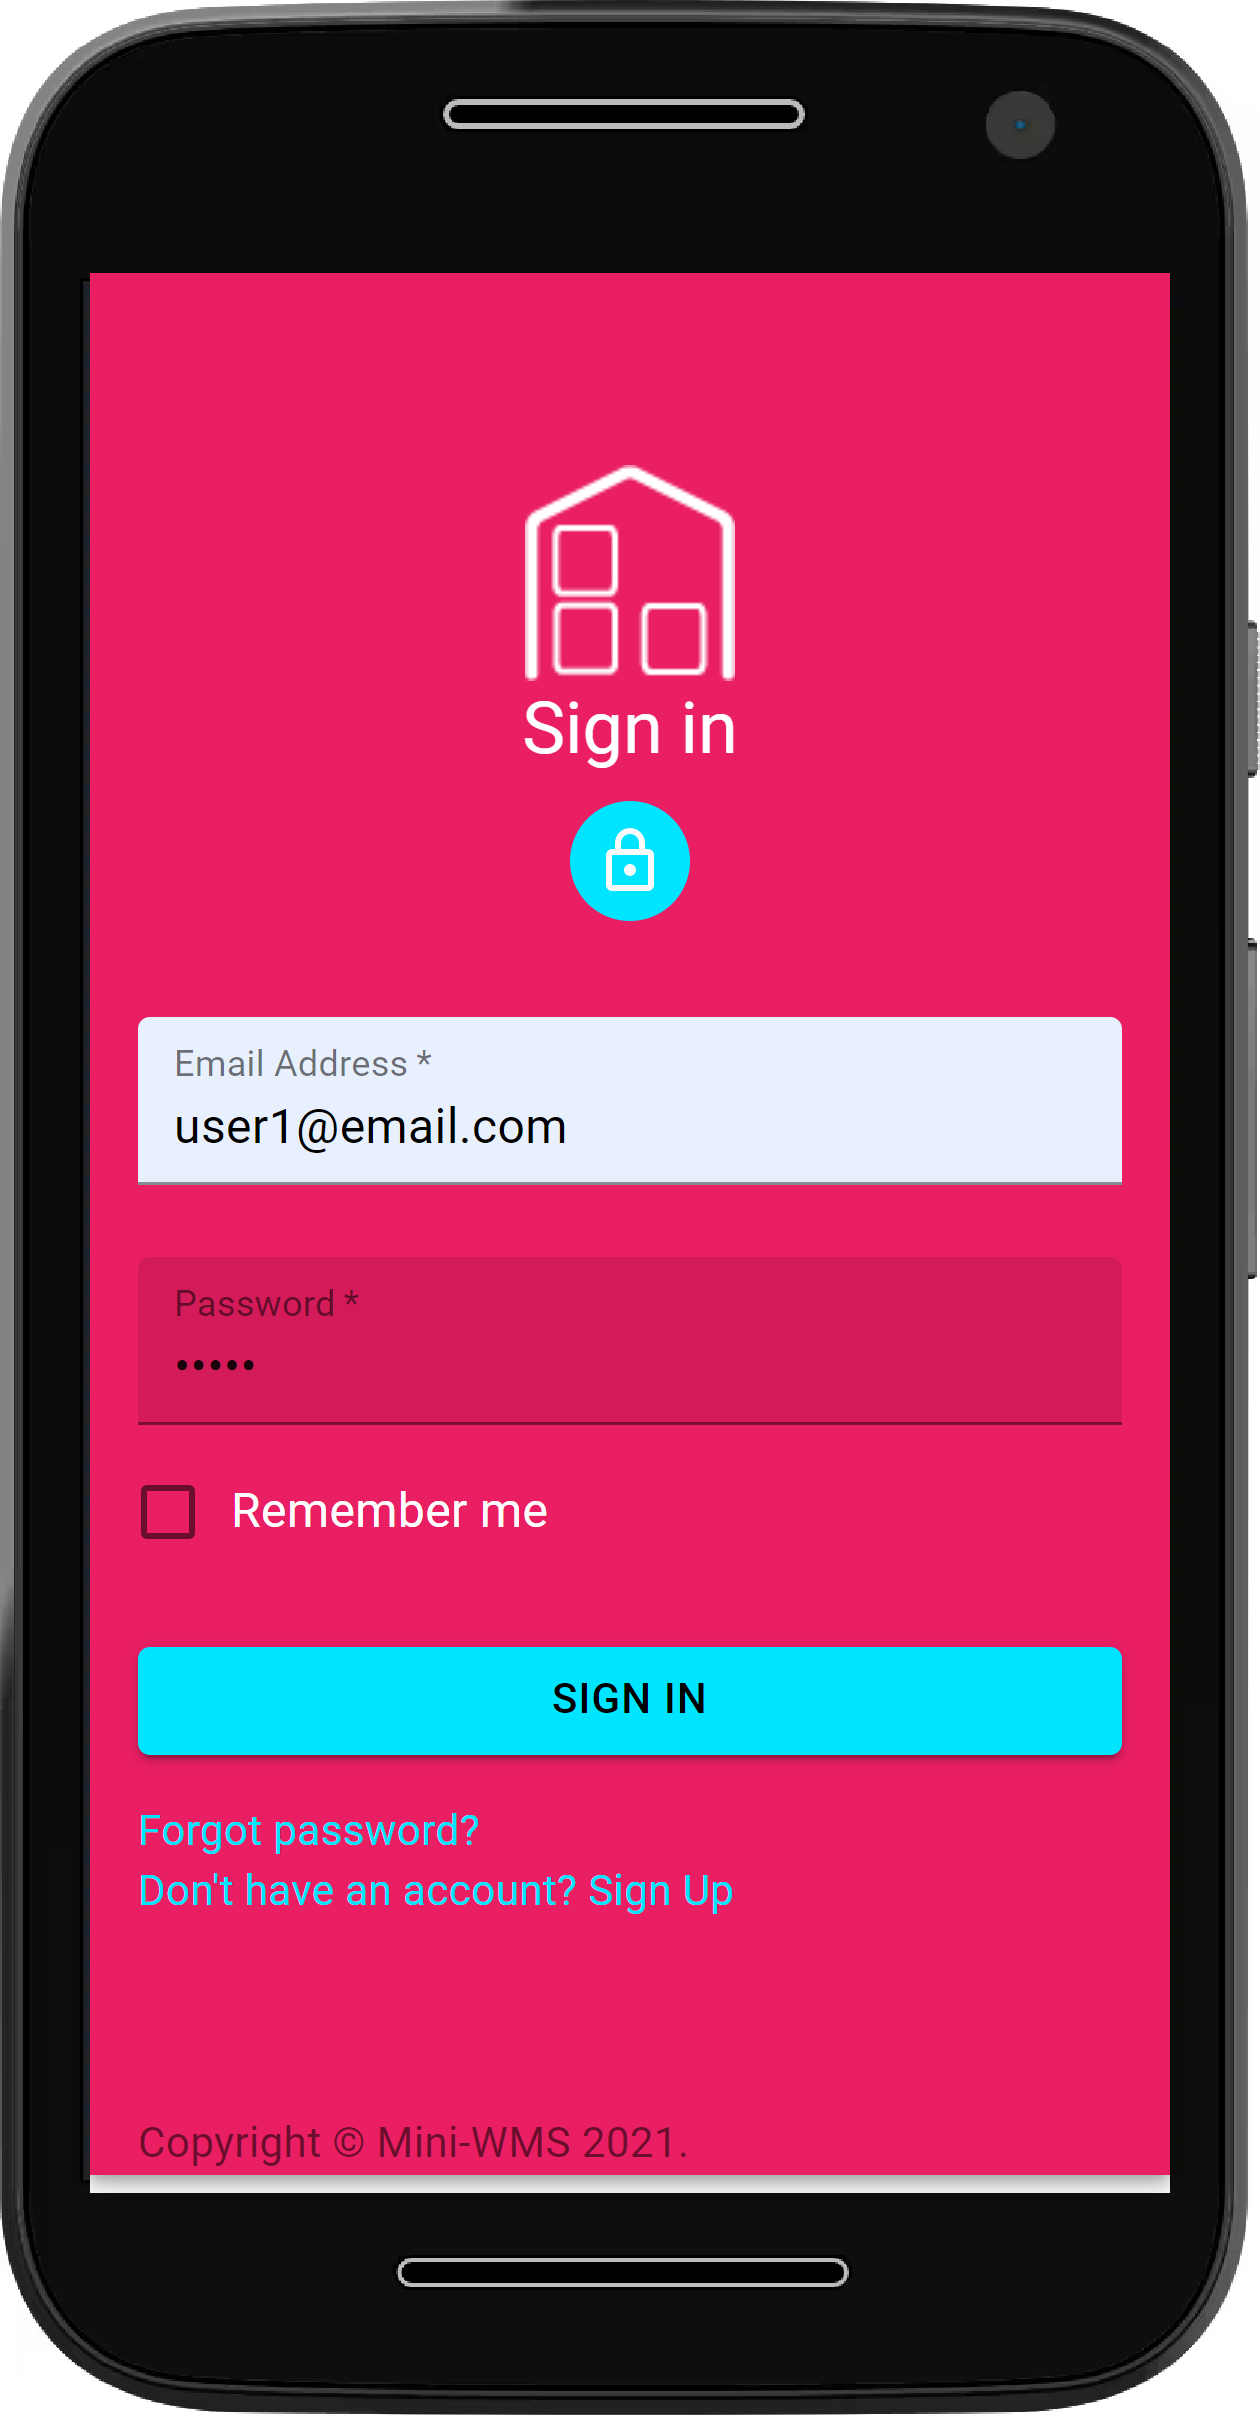 Sign in
Email Address *
user1@email.com
Password *
•••••
Remember me
SIGN IN
Forgot password?
Don't have an account? Sign Up
Copyright © Mini-WMS 2021.